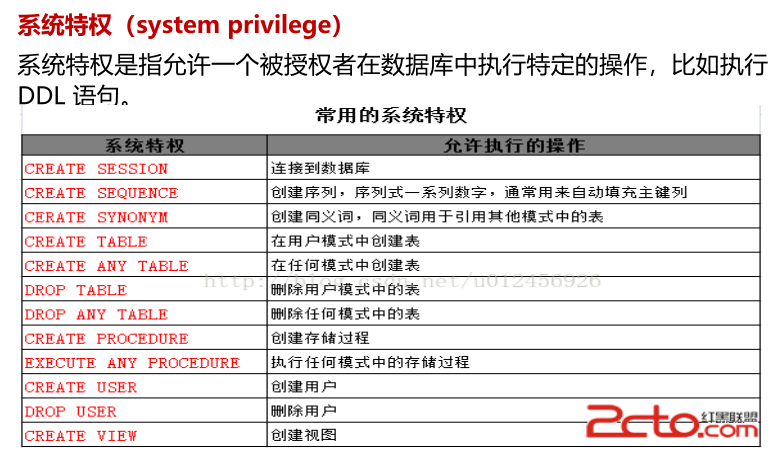 系统特权（system privilege）
系统特权是指允许一个被授权者在数据库中执行特定的操作，比如执行
DDL 语句。
常用的系统特权
系统特权 允许执行的操作
CREATE SESSION 连接到数据库
CREATE SEQUENCE 创建序列，序列式一系列数字，通常用来自动填充主键列
CERATE SYNONYM 创建同义词，同义词用于引用其他模式中的表
CREATE TABLE 在用户模式中创建表
CREATE ANY TABLE 在任何模式中创建表
http://blog.csdn.net/u012456926
DROP TABLE 删除用户模式中的表
DROP ANY TABLE 删除任何模式中的表
CREATE PROCEDURE 创建存储过程
EXECUTE ANY PROCEDURE 执行任何模式中的存储过程
CREATE USER 创建用户
DROP USER 删除用户
CREATE VIEW 创建视图
2cto.com 红黑联盟